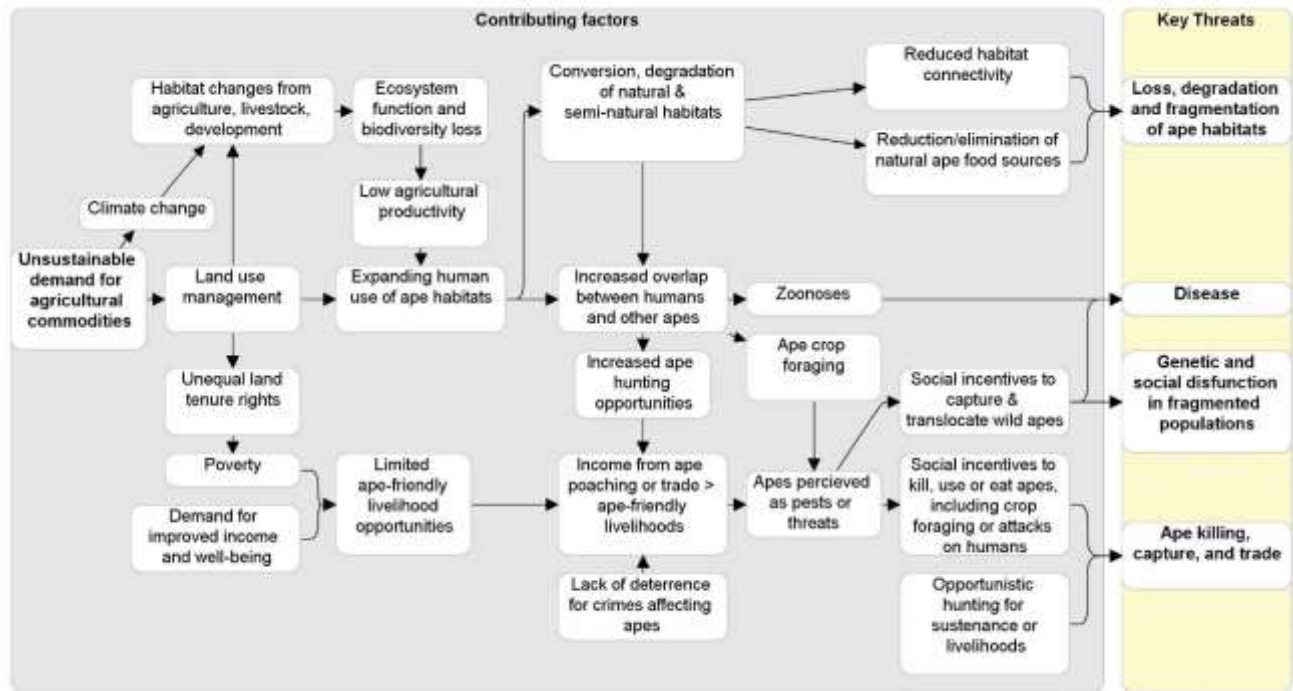 Contributing factors
Key Threats
Habitat changes from
agriculture, livestock,
development
Ecosystem
function and
biodiversity loss
Conversion, degradation
of natural &
semi-natural habitats
Reduced habitat
connectivity
Loss, degradation
and fragmentation
of ape habitats
Reduction/elimination of
natural ape food sources
Climate change
Low agricultural
productivity
Unsustainable
demand for
agricultural
commodities
Land use
management
Expanding human
use of ape habitats
Increased overlap
between humans
and other apes
Zoonoses
Disease
Unequal land
tenure rights
Increased ape
hunting
opportunities
Ape crop
foraging
Social incentives to
capture &
translocate wild apes
Genetic and
social disfunction
in fragmented
populations
Poverty
Demand for
improved income
and well-being
Limited
ape-friendly
livelihood
opportunities
Income from ape
poaching or trade >
ape-friendly
livelihoods
Apes percieved
as pests or
threats
Social incentives to
kill, use or eat apes,
including crop
foraging or attacks
on humans
Ape killing,
capture, and trade
Lack of deterrence
for crimes affecting
apes
Opportunistic
hunting for
sustenance or
livelihoods